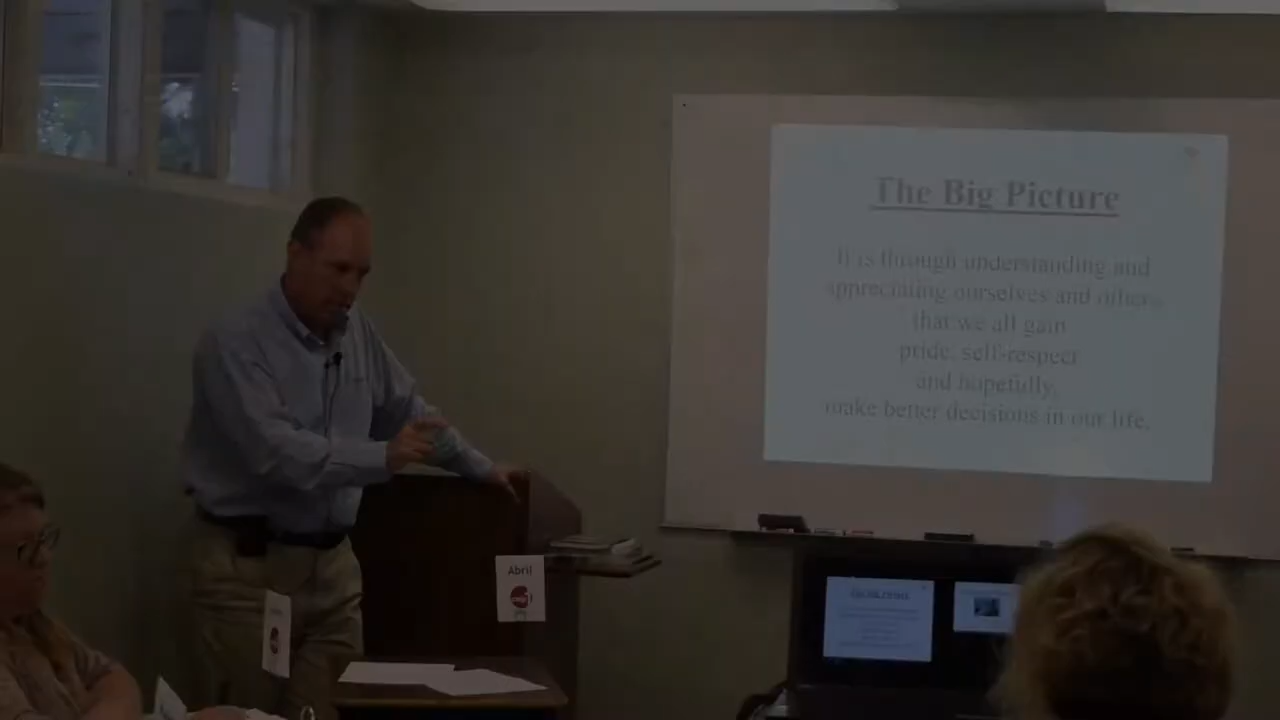 The Big Picture
It is through understanding and
appreciating ourselves and others
that we all gain
pride, self-respect
and hopefully,
make better decisions in our life.
Abril